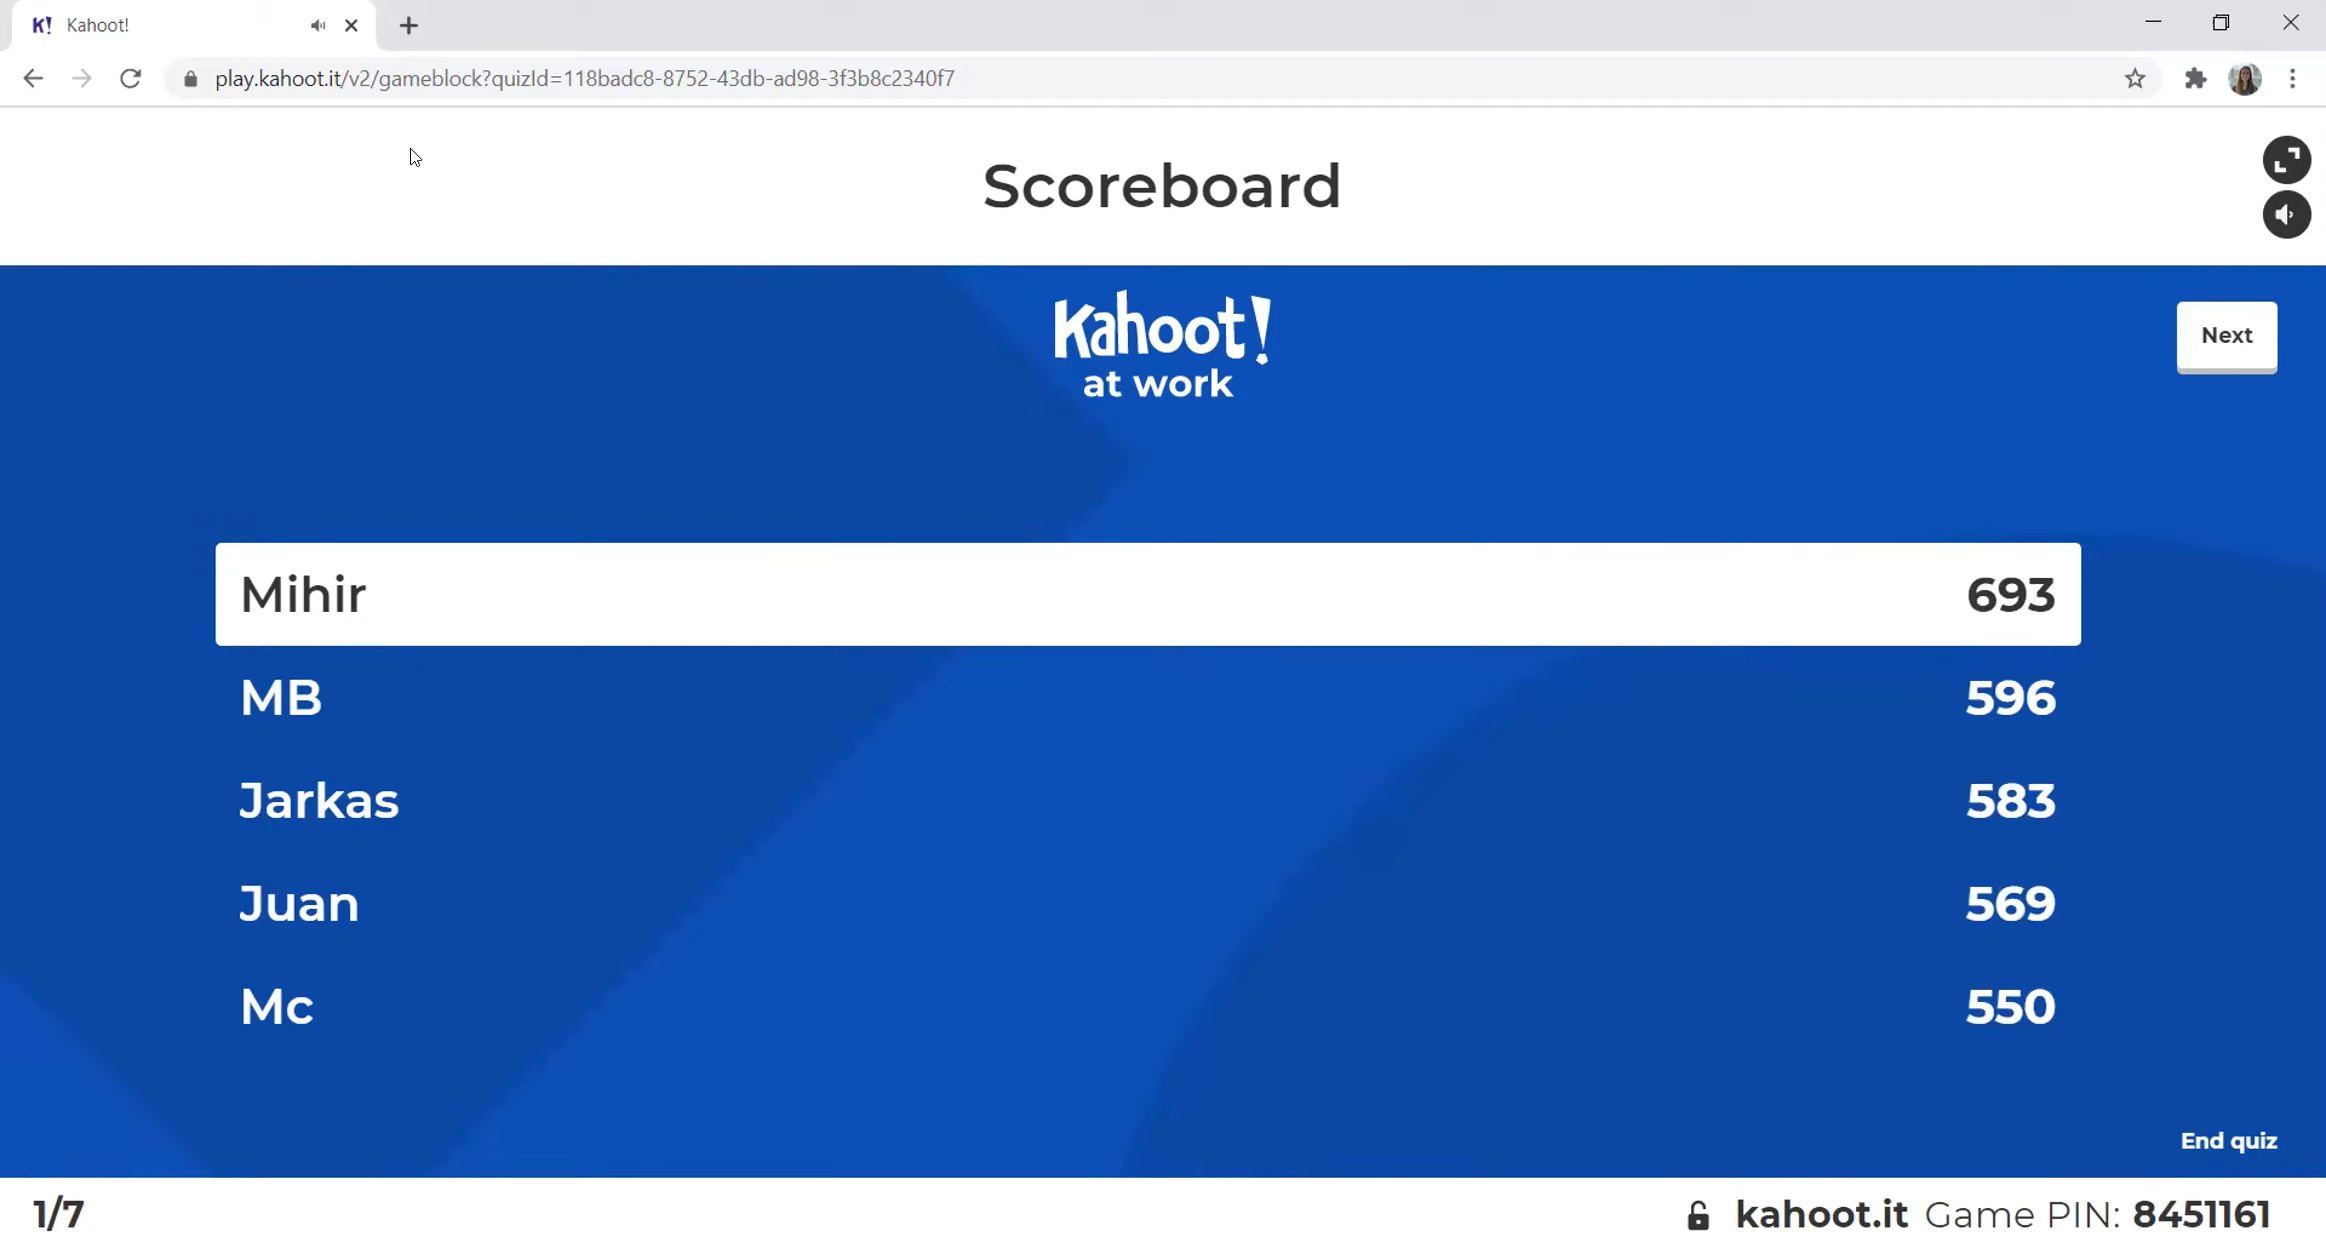 K! Kahoot!
play.kahoot.it/v2/gameblock?quizId=118badc8-8752-43db-ad98-3f3b8c2340f7
Scoreboard
Kahoot!
at work
Next
Mihir 693
MB 596
Jarkas 583
Juan 569
Mc 550
End quiz
1/7 kahoot.it Game PIN: 8451161